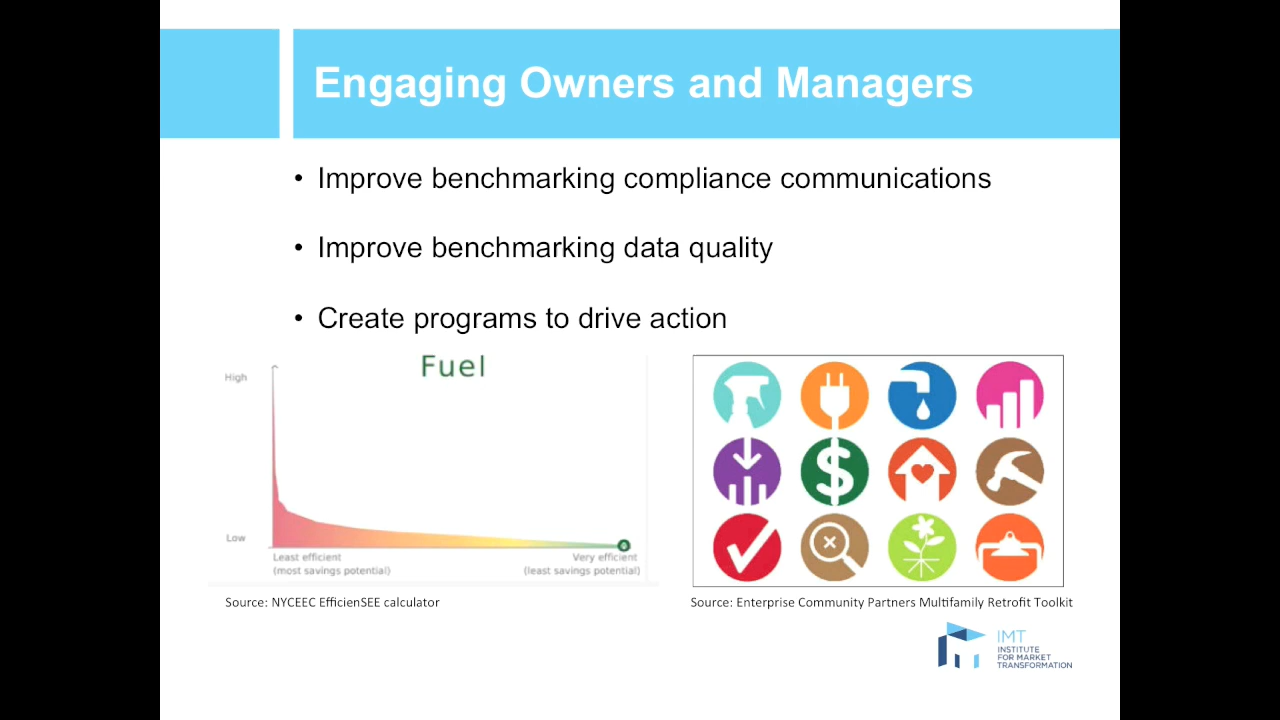 Engaging Owners and Managers
• Improve benchmarking compliance communications
• Improve benchmarking data quality
• Create programs to drive action
Fuel
High
Low
Least efficient
(most savings potential)
Very efficient
(least savings potential)
$
Source: NYCEEC EfficienSEE calculator
Source: Enterprise Community Partners Multifamily Retrofit Toolkit
IMT
INSTITUTE
FOR MARKET
TRANSFORMATION